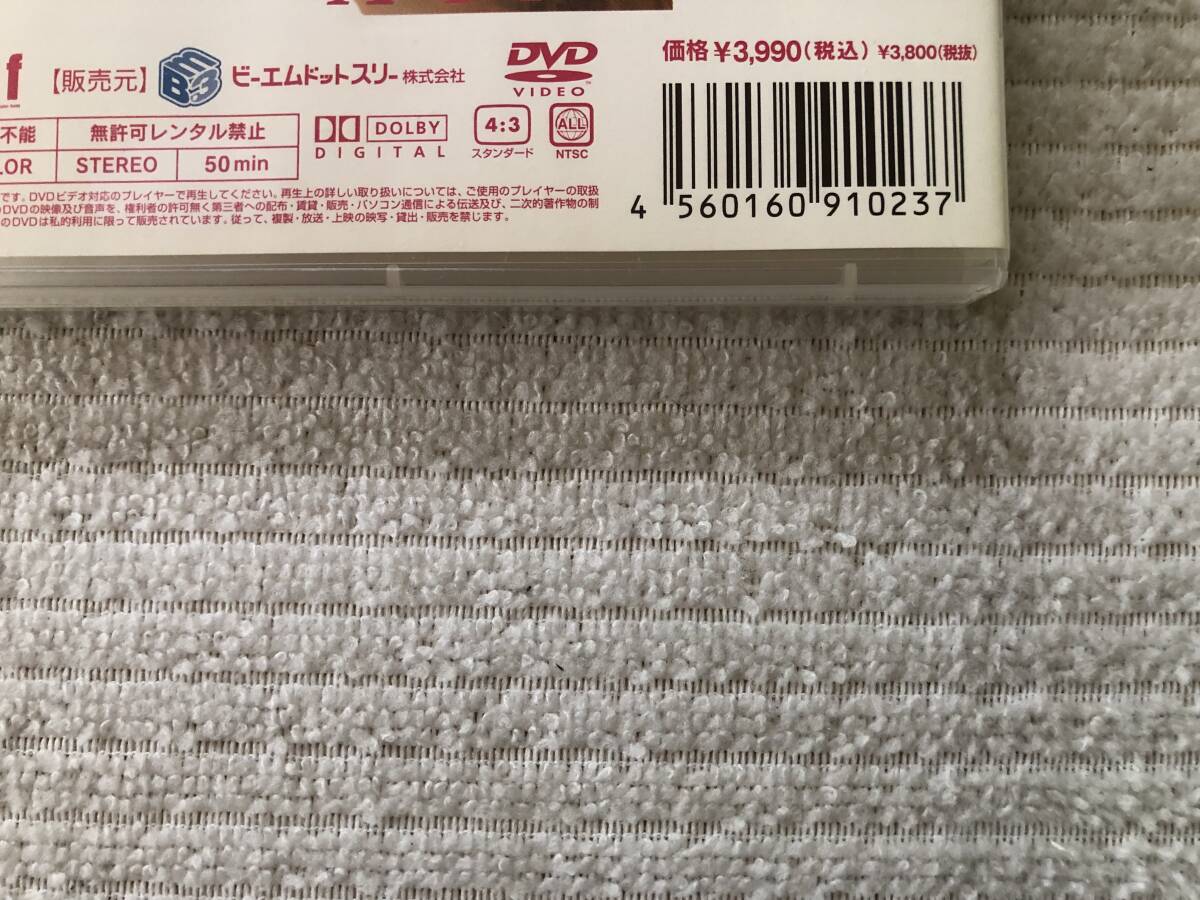 【販売元】 BS3 ビーエムドットスリー株式会社
DVD
VIDEO
価格 ¥3,990(税込) ¥3,800(税抜)
不能 無許可レンタル禁止
LOR STEREO 50 min
DOLBY
DIGITAL
4:3
スタンダード
ALL
NTSC
です。DVDビデオ対応のプレイヤーで再生してください。再生上の詳しい取り扱いについては、ご使用のプレイヤーの取扱
DVDの映像及び音声を、権利者の許可無く第三者への配布・賃貸・販売・パソコン通信による伝送及び、二次的著作物の制
のDVDは私的利用に限って販売されています。従って、複製・放送・上映の映写・貸出・販売を禁じます。
4 560160 910237